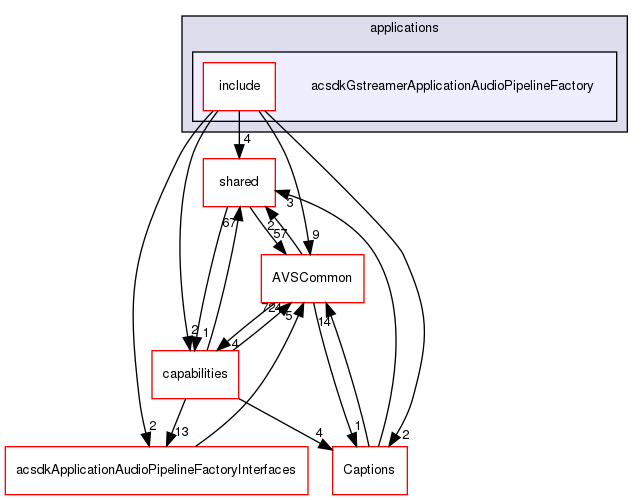 applications
include
acsdkGstreamerApplicationAudioPipelineFactory
4
shared
3
67
2
57
9
AVSCommon
14
5
2
1
4
capabilities
2
13
4
1
2
acsdkApplicationAudioPipelineFactoryInterfaces
Captions